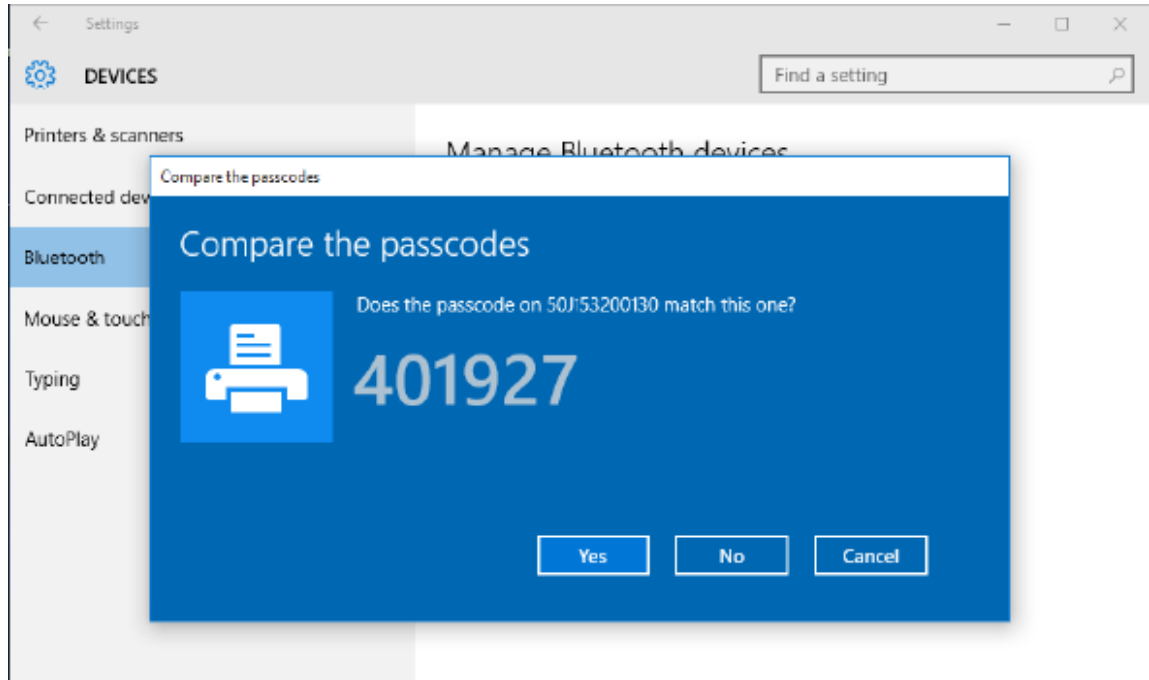 Settings
DEVICES
Find a setting
Printers & scanners
Manage Bluetooth devices
Compare the passcodes
Connected dev
Bluetooth
Compare the passcodes
Does the passcode on 50J153200130 match this one?
Mouse & touch
401927
Typing
AutoPlay
Yes No Cancel